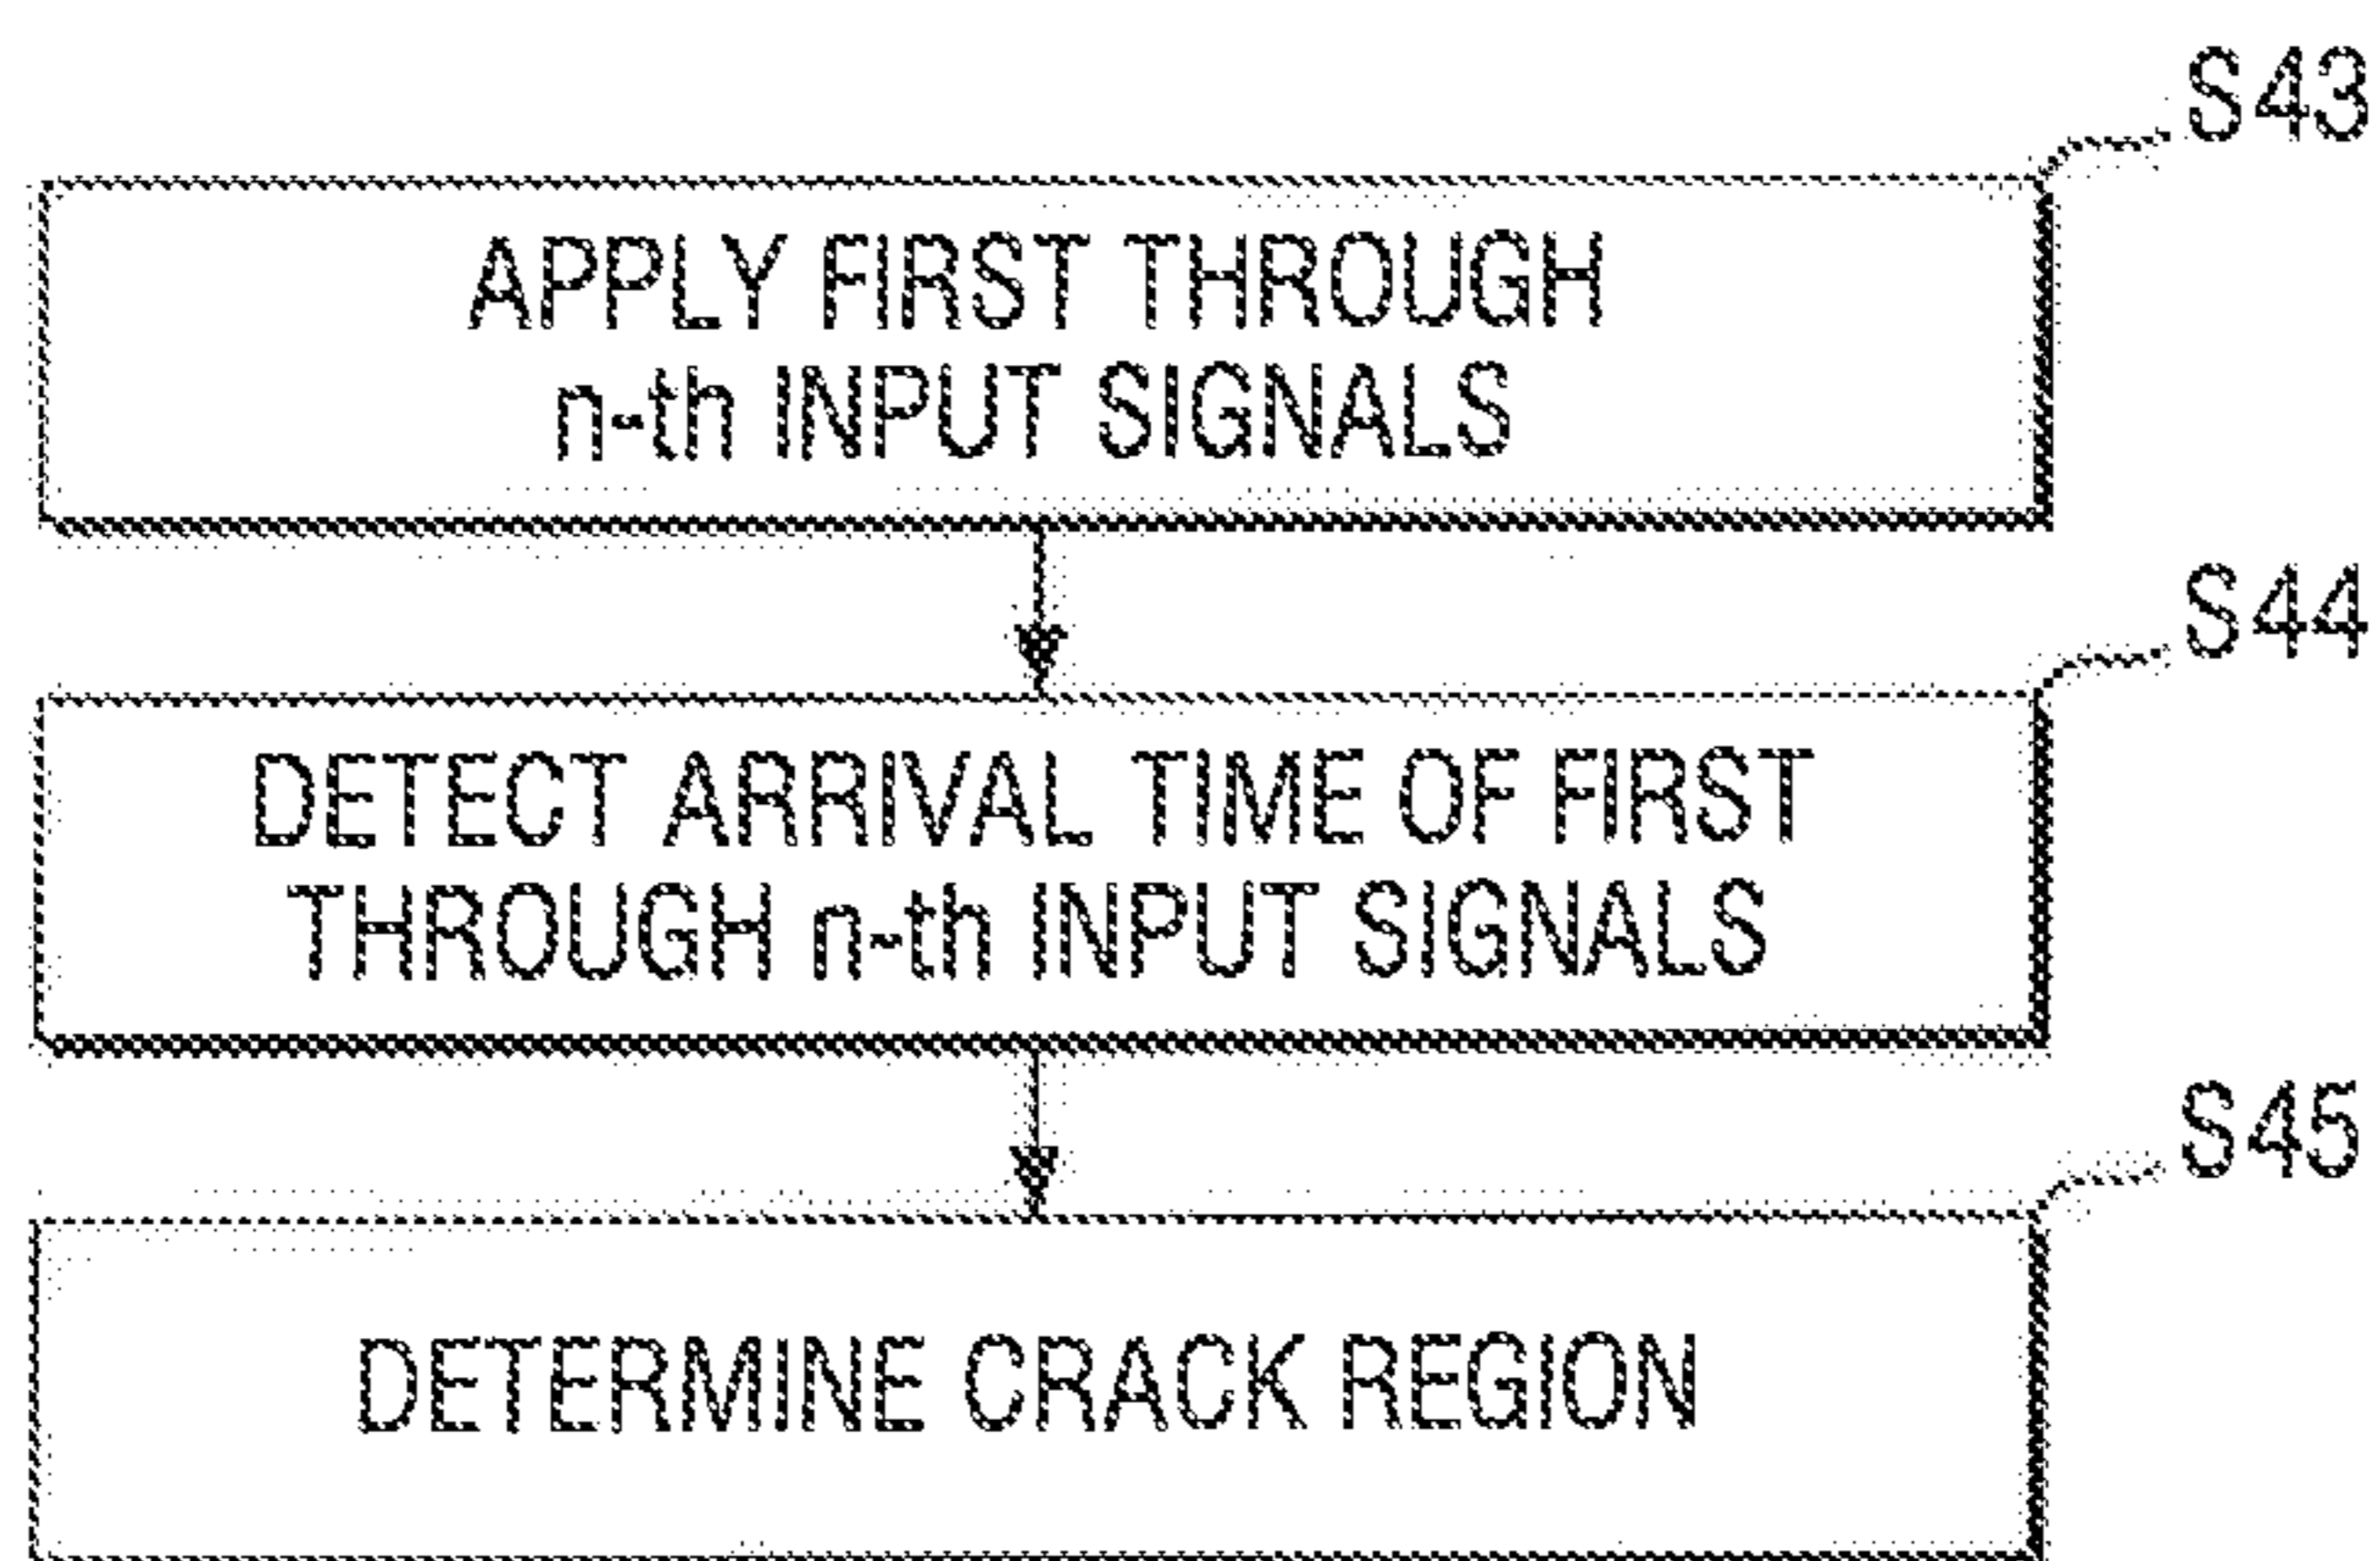 S43
APPLY FIRST THROUGH
n-th INPUT SIGNALS
S44
DETECT ARRIVAL TIME OF FIRST
THROUGH n-th INPUT SIGNALS
S45
DETERMINE CRACK REGION